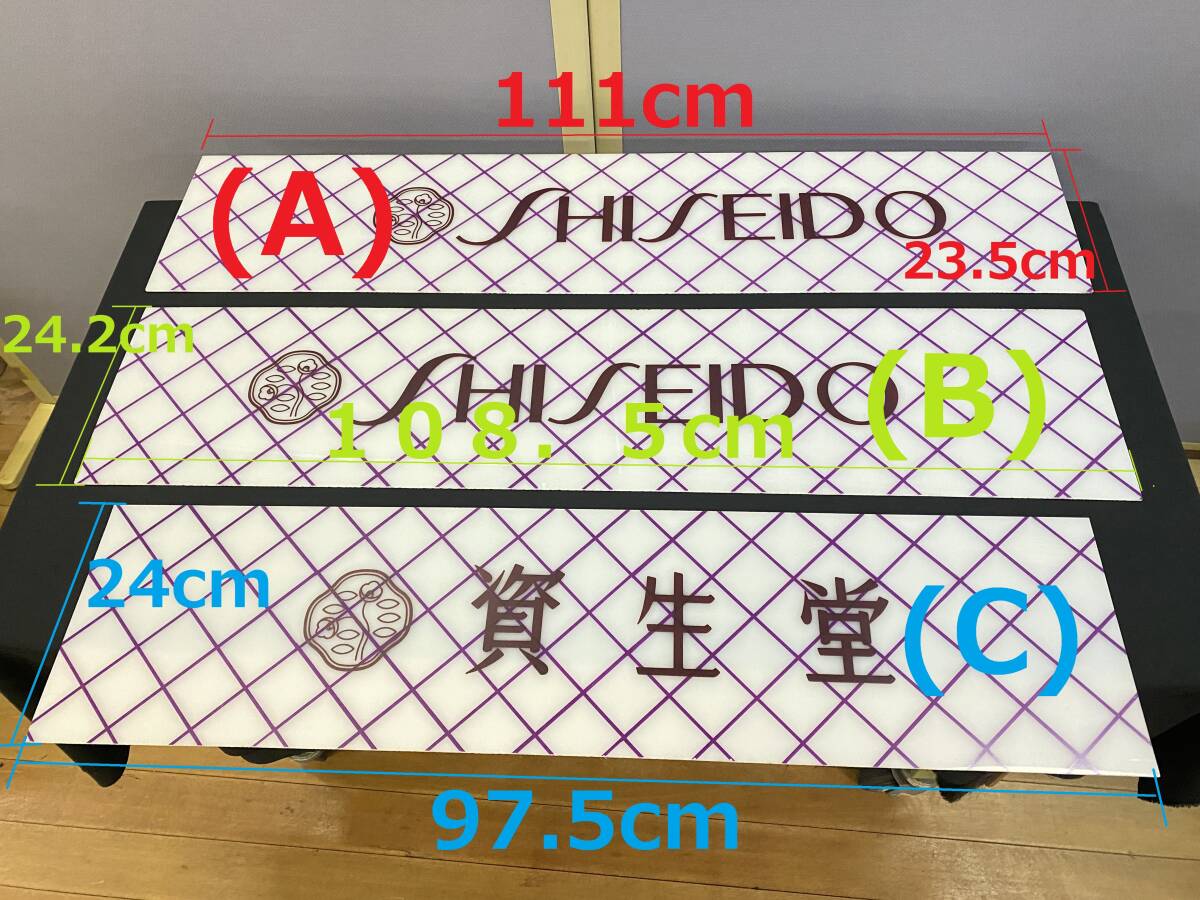 111cm
(A)
SHISEIDO
23.5cm
24.2cm
SHISEIDO
(B)
１０８．５cm
24cm
資生堂
(C)
97.5cm